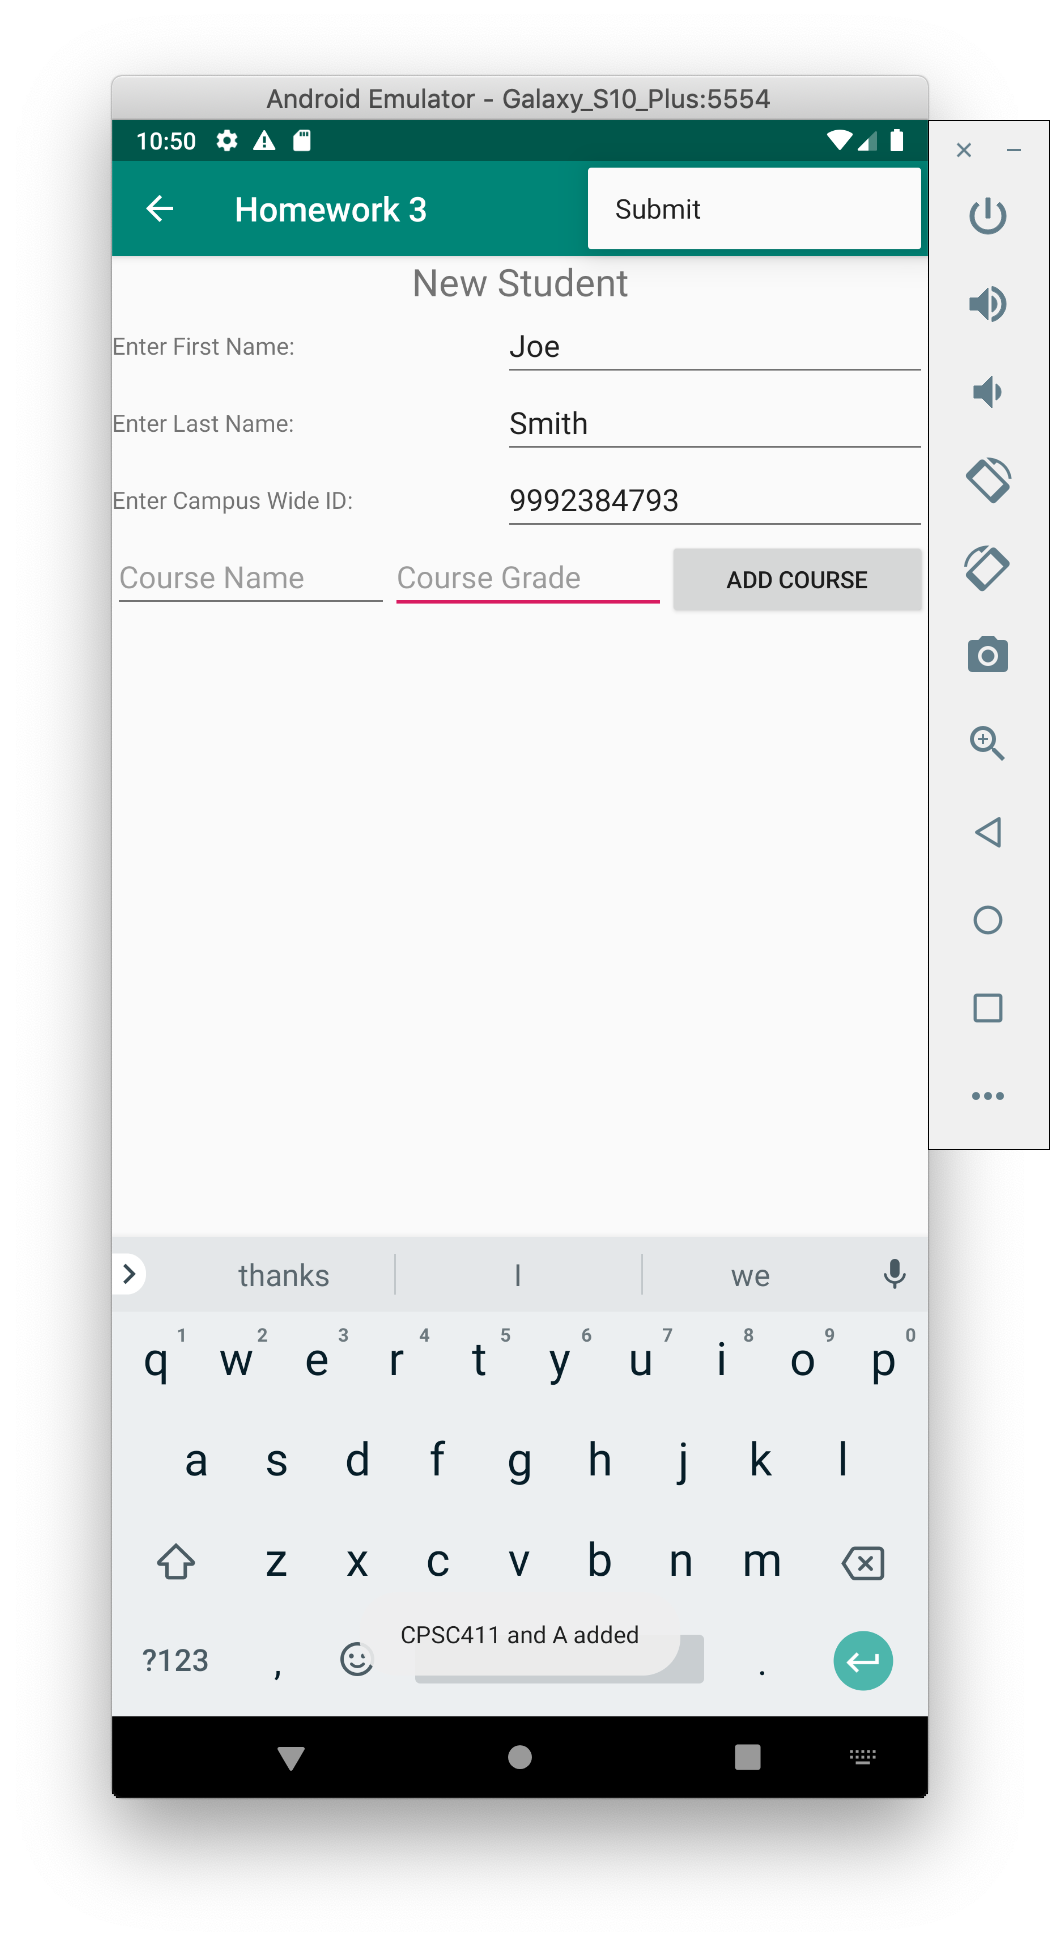 Android Emulator - Galaxy_S10_Plus:5554
10:50
Homework 3
Submit
New Student
Enter First Name:
Joe
Enter Last Name:
Smith
Enter Campus Wide ID:
9992384793
Course Name
Course Grade
ADD COURSE
thanks
I
we
1 2 3 4 5 6 7 8 9 0
q w e r t y u i o p
a s d f g h j k l
z x c v b n m
CPSC411 and A added
?123 , .